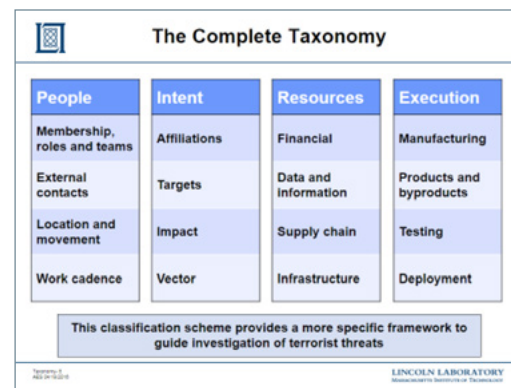 The Complete Taxonomy
People
Membership,
roles and teams
External
contacts
Location and
movement
Work cadence
Intent
Affiliations
Targets
Impact
Vector
Resources
Financial
Data and
information
Supply chain
Infrastructure
Execution
Manufacturing
Products and
byproducts
Testing
Deployment
This classification scheme provides a more specific framework to
guide investigation of terrorist threats
LINCOLN LABORATORY
MASSACHUSETTS INSTITUTE OF TECHNOLOGY